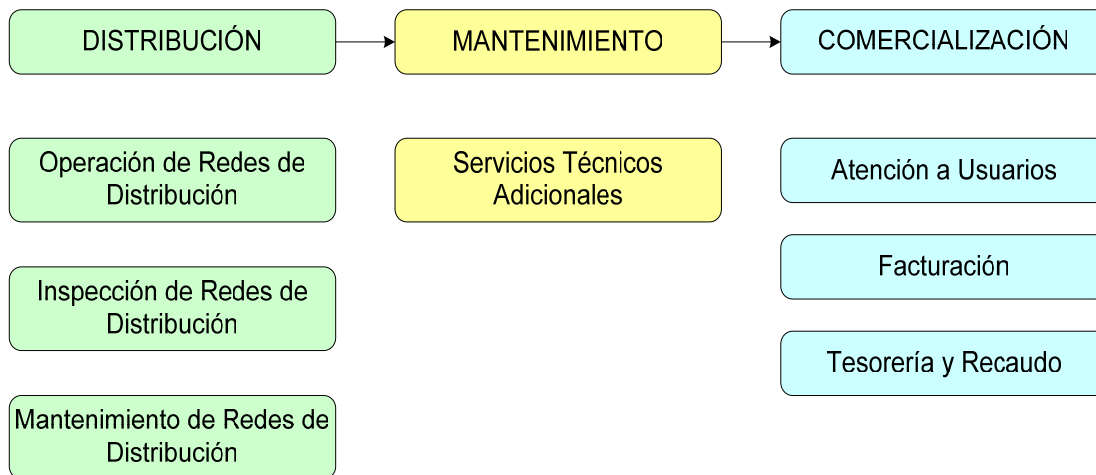 DISTRIBUCIÓN
MANTENIMIENTO
COMERCIALIZACIÓN
Operación de Redes de
Distribución
Servicios Técnicos
Adicionales
Atención a Usuarios
Inspección de Redes de
Distribución
Facturación
Tesorería y Recaudo
Mantenimiento de Redes de
Distribución